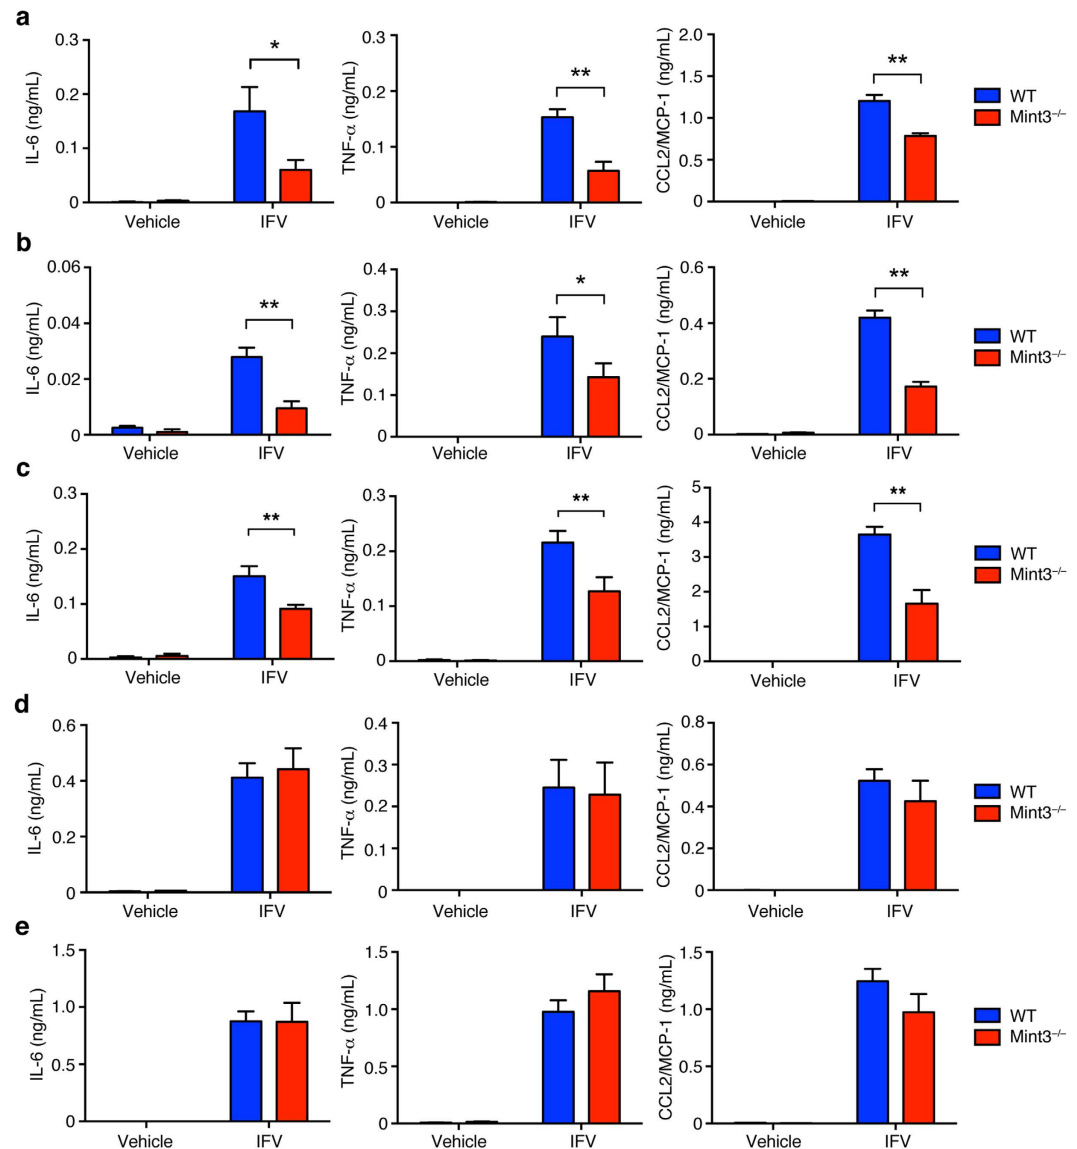 a
IL-6 (ng/mL)
0.3
0.2
0.1
0
*
Vehicle
IFV
TNF-α (ng/mL)
0.3
0.2
0.1
0
**
Vehicle
IFV
CCL2/MCP-1 (ng/mL)
2.0
1.5
1.0
0.5
0
**
Vehicle
IFV
WT
Mint3–/–
b
IL-6 (ng/mL)
0.06
0.04
0.02
0
**
Vehicle
IFV
TNF-α (ng/mL)
0.4
0.3
0.2
0.1
0
*
Vehicle
IFV
CCL2/MCP-1 (ng/mL)
0.6
0.4
0.2
0
**
Vehicle
IFV
WT
Mint3–/–
c
IL-6 (ng/mL)
0.3
0.2
0.1
0
**
Vehicle
IFV
TNF-α (ng/mL)
0.3
0.2
0.1
0
**
Vehicle
IFV
CCL2/MCP-1 (ng/mL)
5
4
3
2
1
0
**
Vehicle
IFV
WT
Mint3–/–
d
IL-6 (ng/mL)
0.6
0.4
0.2
0
Vehicle
IFV
TNF-α (ng/mL)
0.4
0.3
0.2
0.1
0
Vehicle
IFV
CCL2/MCP-1 (ng/mL)
0.8
0.6
0.4
0.2
0
Vehicle
IFV
WT
Mint3–/–
e
IL-6 (ng/mL)
1.5
1.0
0.5
0
Vehicle
IFV
TNF-α (ng/mL)
1.5
1.0
0.5
0
Vehicle
IFV
CCL2/MCP-1 (ng/mL)
1.5
1.0
0.5
0
Vehicle
IFV
WT
Mint3–/–